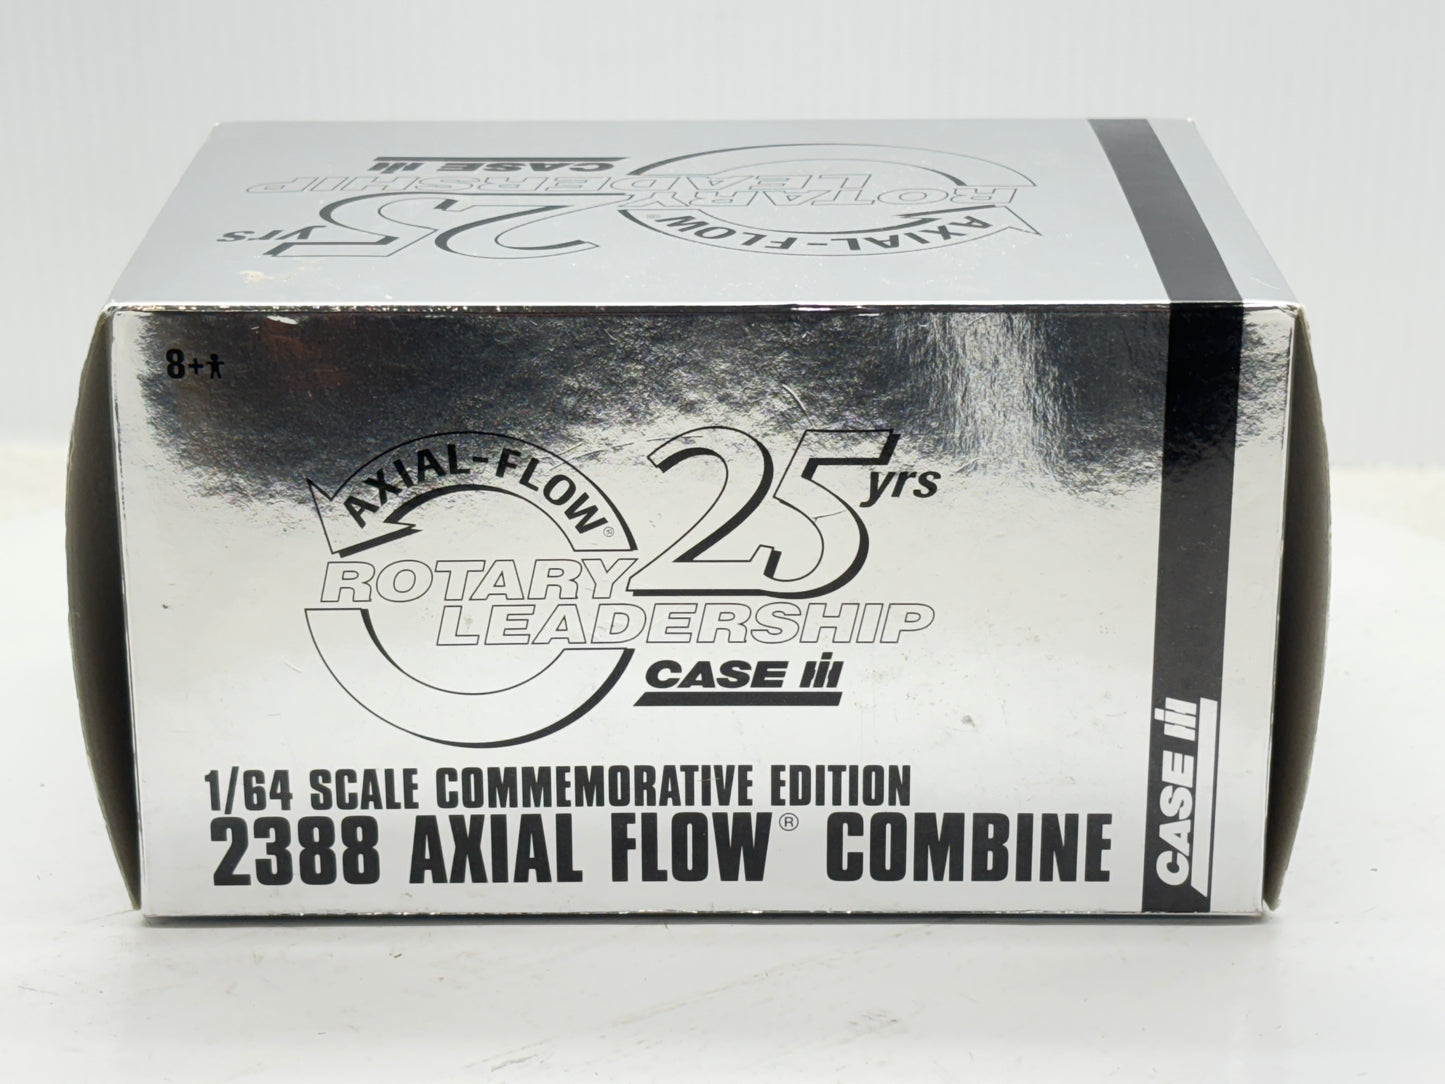 CASE IH
ROTARY
LEADERSHIP
AXIAL-FLOW®
25
yrs
8+
AXIAL-FLOW®
25
yrs
ROTARY
LEADERSHIP
CASE IH
1/64 SCALE COMMEMORATIVE EDITION
2388 AXIAL FLOW® COMBINE
CASE IH